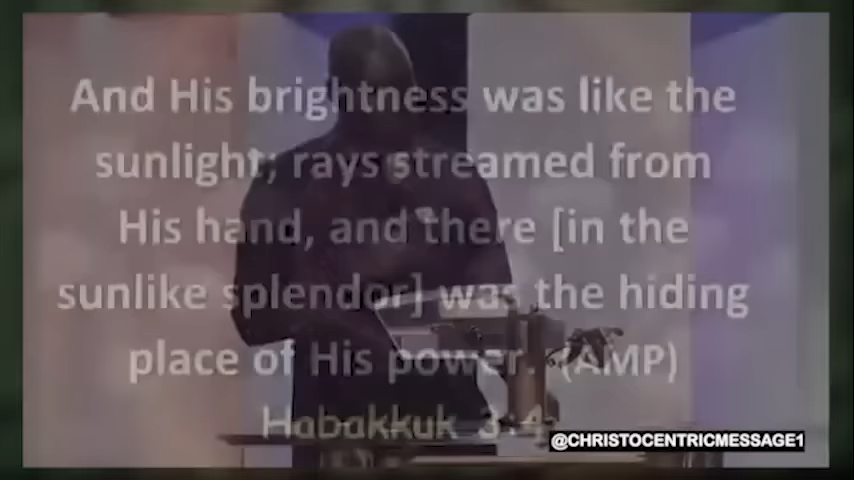 And His brightness was like the
sunlight; rays streamed from
His hand, and there [in the
sunlike splendor] was the hiding
place of His power. (AMP)
Habakkuk 3:4
@CHRISTOCENTRICMESSAGE1